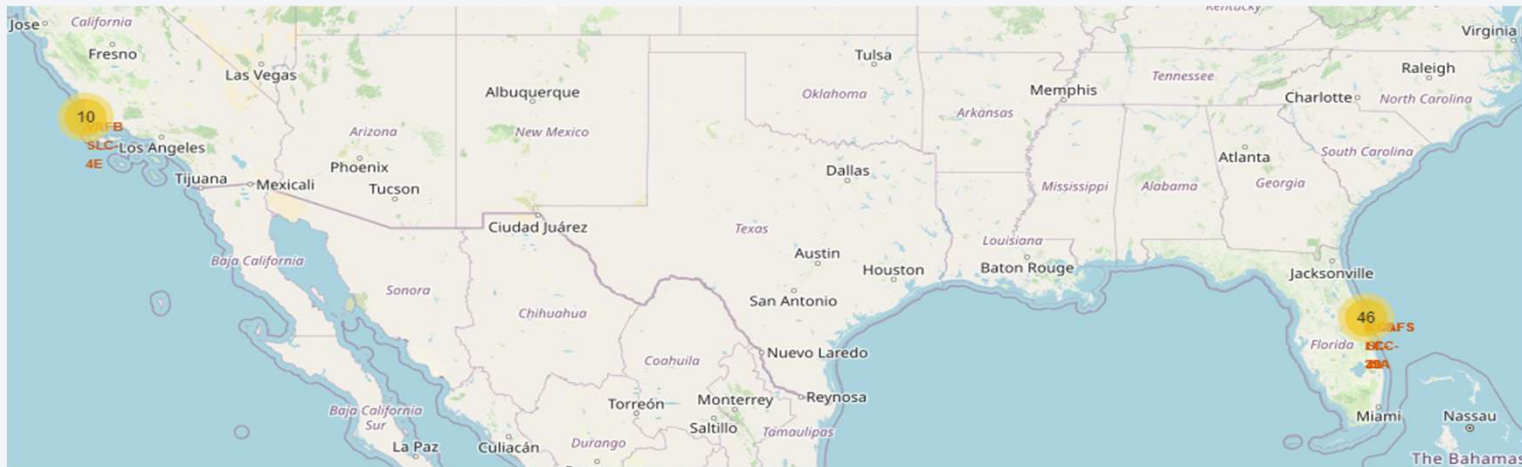 Kentucky
Jose
California
Virginia
Fresno
Las Vegas
Tulsa
Raleigh
Albuquerque
Oklahoma
Memphis
Tennessee
Charlotte
North Carolina
10
Arizona
New Mexico
Arkansas
SLC-
4E
Los Angeles
Phoenix
Dallas
Atlanta
South Carolina
Tijuana
Mexicali
Tucson
Mississippi
Alabama
Georgia
Ciudad Juárez
Texas
Louisiana
Austin
Baja California
Houston
Baton Rouge
Jacksonville
Sonora
San Antonio
Chihuahua
46
Florida
Coahuila
Nuevo Laredo
Torreón
Monterrey
Reynosa
Baja California
Sur
Saltillo
Tamaulipas
Miami
Nassau
La Paz
Culiacán
Durango
The Bahamas